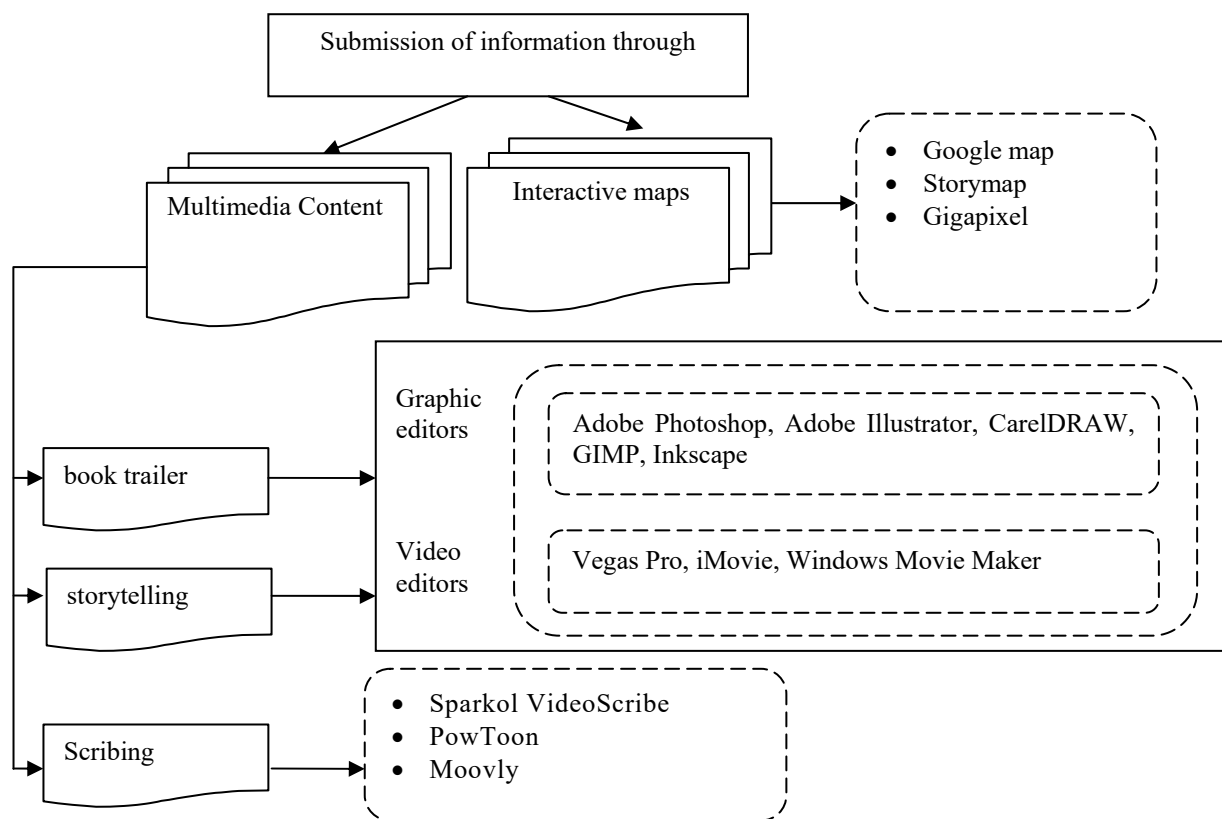 Submission of information through
Multimedia Content
Interactive maps
• Google map
• Storymap
• Gigapixel
Graphic
editors
Adobe Photoshop, Adobe Illustrator, CarelDRAW,
GIMP, Inkscape
book trailer
Video
editors
Vegas Pro, iMovie, Windows Movie Maker
storytelling
Scribing
• Sparkol VideoScribe
• PowToon
• Moovly